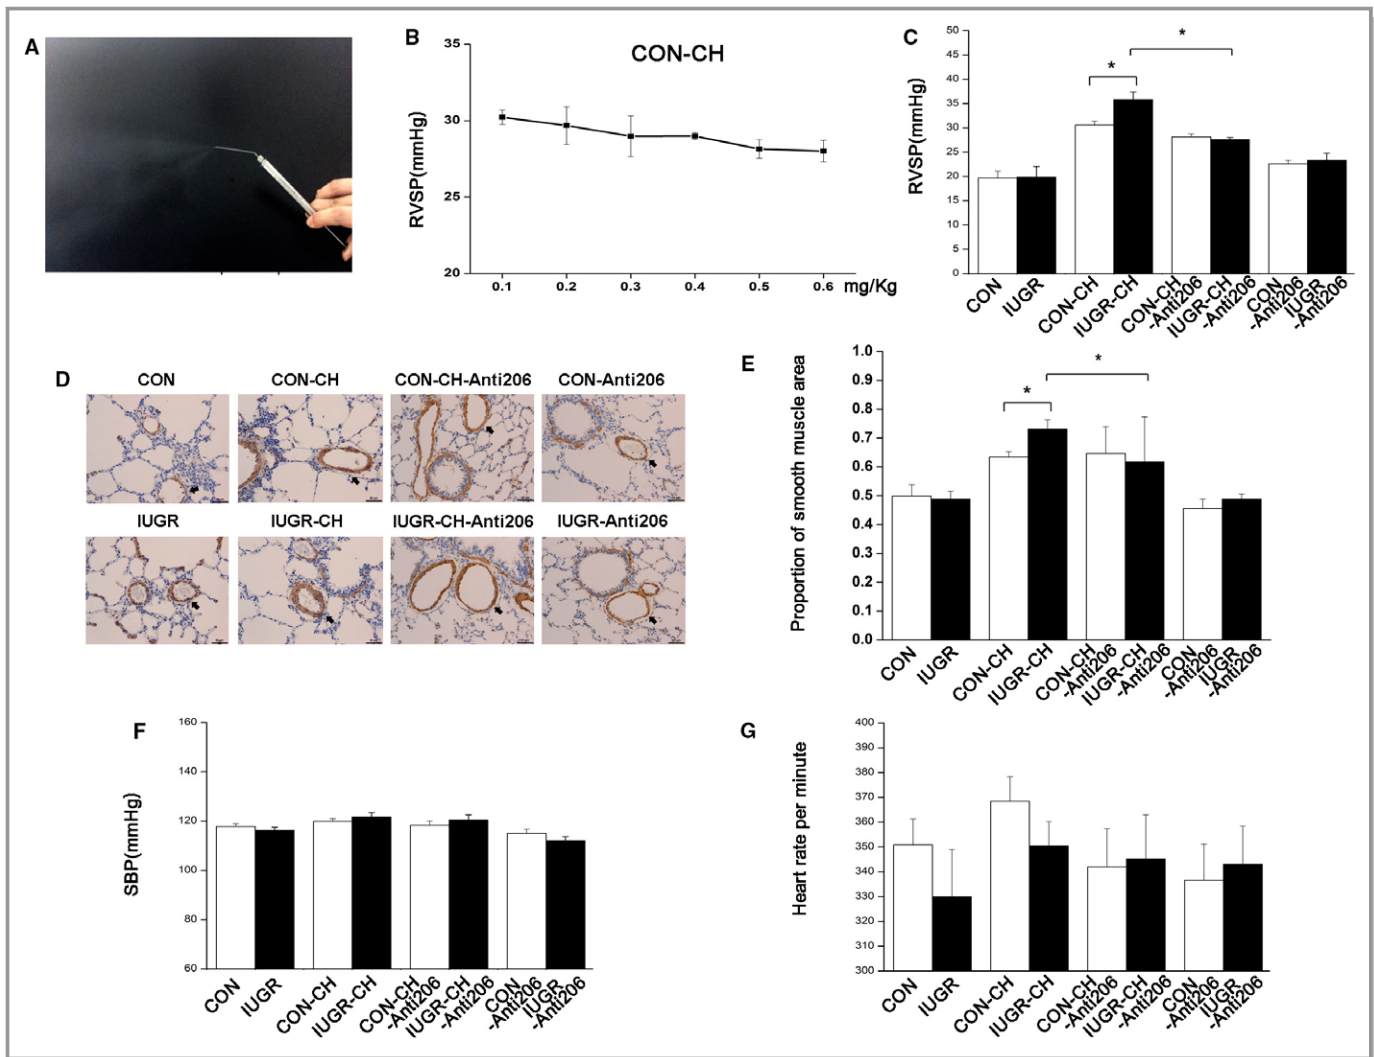 A
B
CON-CH
RVSP(mmHg)
35
30
25
20
0.1 0.2 0.3 0.4 0.5 0.6 mg/Kg
C
RVSP(mmHg)
50
45
40
35
30
25
20
15
10
5
0
*
*
CON
IUGR
CON-CH
IUGR-CH
CON-CH
-Anti206
IUGR-CH
-Anti206
CON
-Anti206
IUGR
-Anti206
D
CON CON-CH CON-CH-Anti206 CON-Anti206
IUGR IUGR-CH IUGR-CH-Anti206 IUGR-Anti206
E
Proportion of smooth muscle area
1.0
0.9
0.8
0.7
0.6
0.5
0.4
0.3
0.2
0.1
0.0
*
*
CON
IUGR
CON-CH
IUGR-CH
CON-CH
-Anti206
IUGR-CH
-Anti206
CON
-Anti206
IUGR
-Anti206
F
SBP(mmHg)
160
140
120
100
80
60
CON
IUGR
CON-CH
IUGR-CH
CON-CH
-Anti206
IUGR-CH
-Anti206
CON
-Anti206
IUGR
-Anti206
G
Heart rate per minute
400
390
380
370
360
350
340
330
320
310
300
CON
IUGR
CON-CH
IUGR-CH
CON-CH
-Anti206
IUGR-CH
-Anti206
CON
-Anti206
IUGR
-Anti206